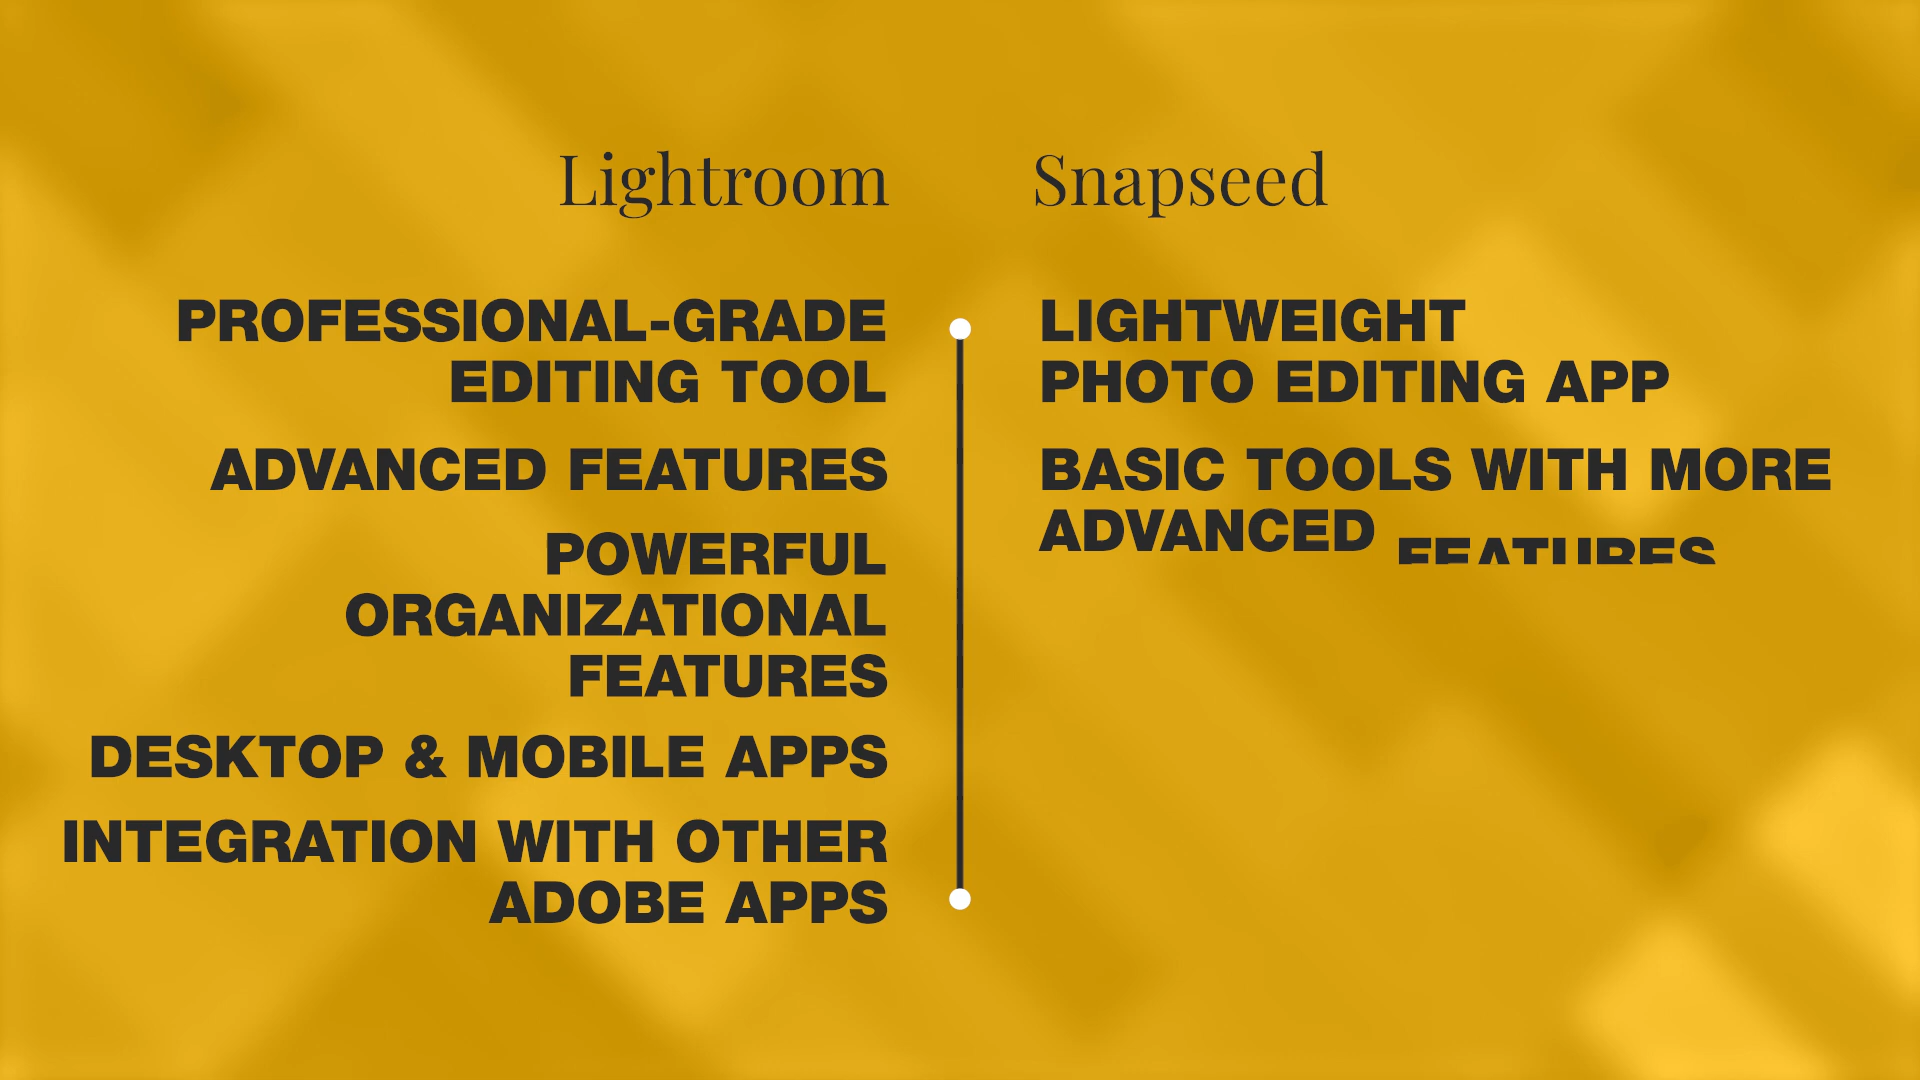 Lightroom
PROFESSIONAL-GRADE
EDITING TOOL
ADVANCED FEATURES
POWERFUL
ORGANIZATIONAL
FEATURES
DESKTOP & MOBILE APPS
INTEGRATION WITH OTHER
ADOBE APPS
Snapseed
LIGHTWEIGHT
PHOTO EDITING APP
BASIC TOOLS WITH MORE
ADVANCED FEATURES